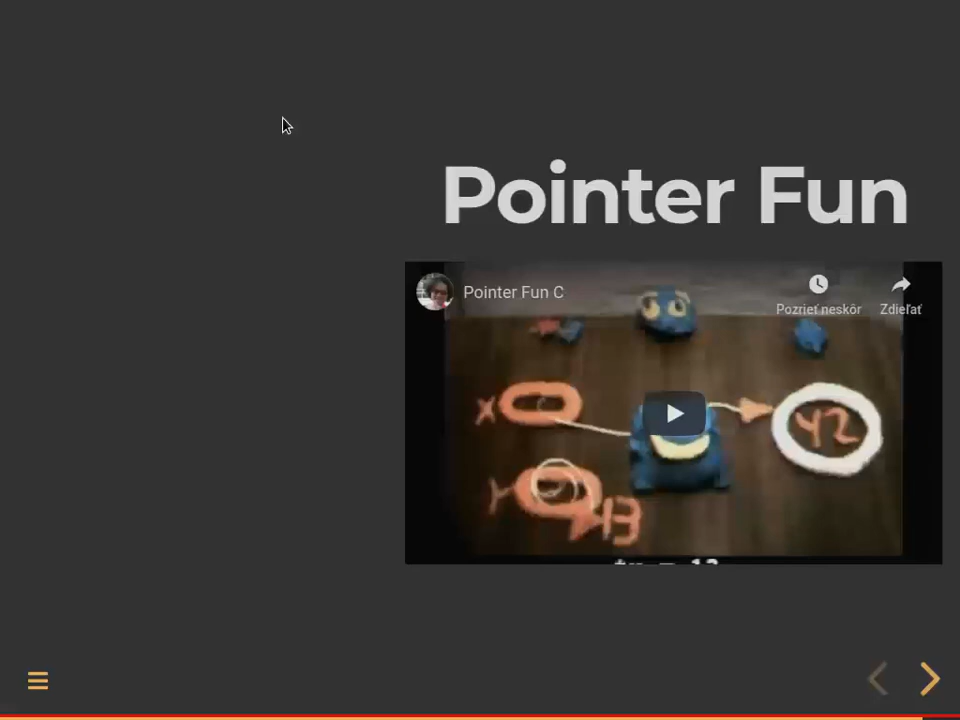 Pointer Fun
Pointer Fun C
Pozrieť neskôr
Zdieľať
X
42
Y
13